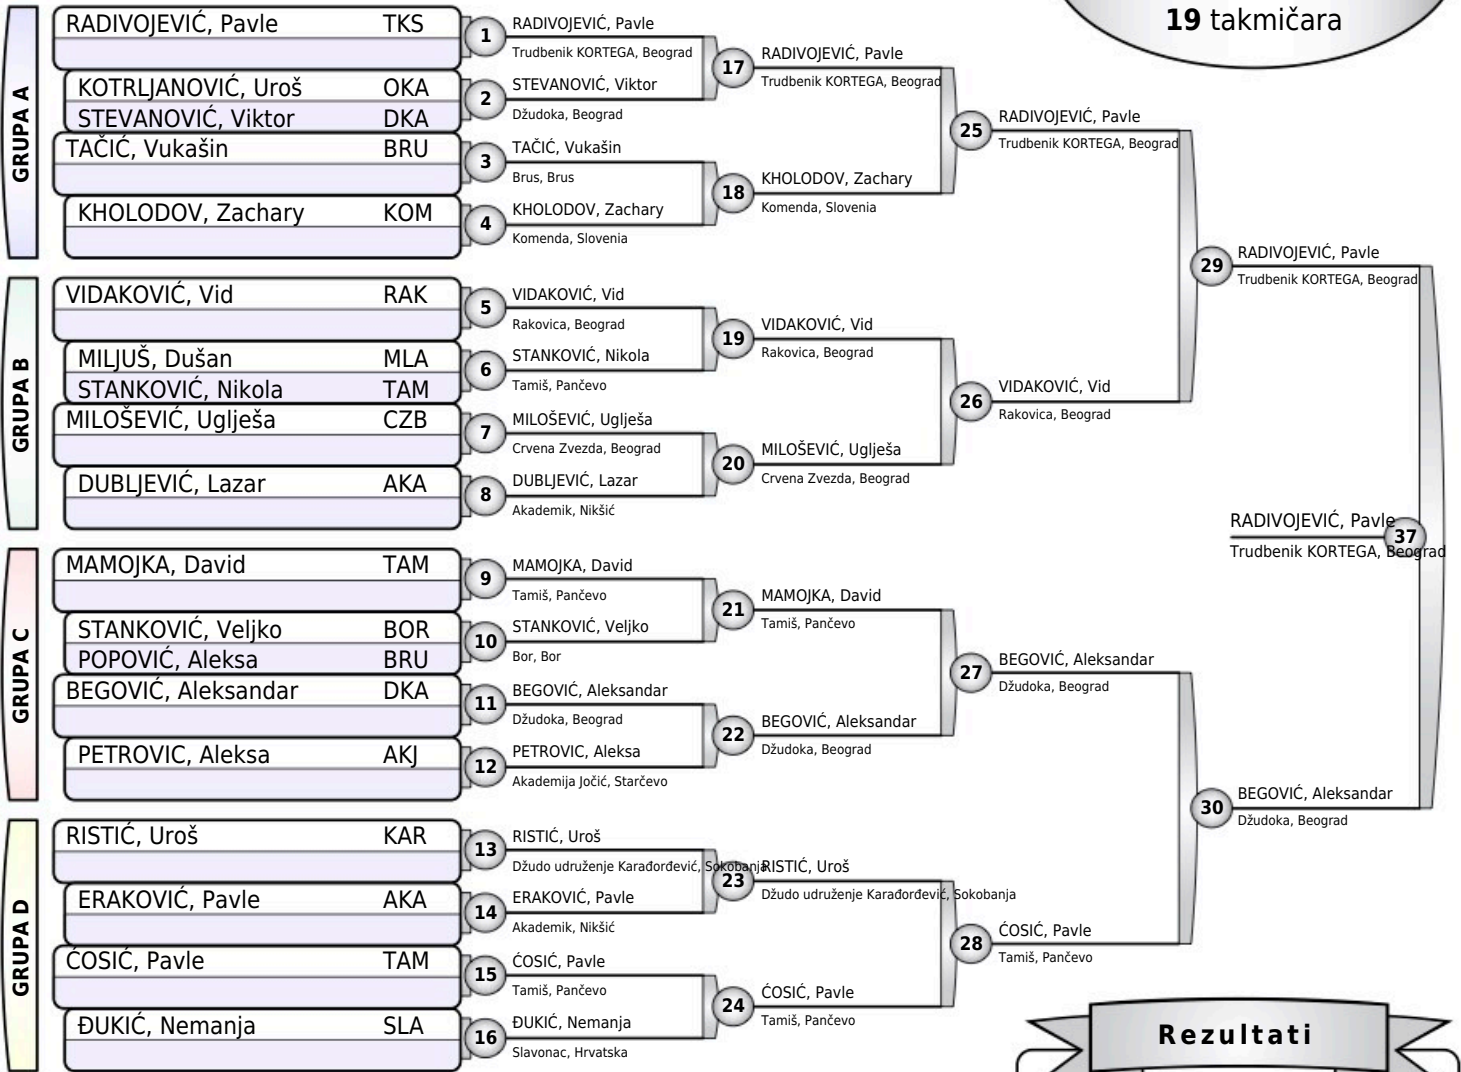 19 takmičara
GRUPA A
RADIVOJEVIĆ, Pavle TKS
KOTRLJANOVIĆ, Uroš OKA
STEVANOVIĆ, Viktor DKA
TAČIĆ, Vukašin BRU
KHOLODOV, Zachary KOM
GRUPA B
VIDAKOVIĆ, Vid RAK
MILJUŠ, Dušan MLA
STANKOVIĆ, Nikola TAM
MILOŠEVIĆ, Uglješa CZB
DUBLJEVIĆ, Lazar AKA
GRUPA C
MAMOJKA, David TAM
STANKOVIĆ, Veljko BOR
POPOVIĆ, Aleksa BRU
BEGOVIĆ, Aleksandar DKA
PETROVIC, Aleksa AKJ
GRUPA D
RISTIĆ, Uroš KAR
ERAKOVIĆ, Pavle AKA
ĆOSIĆ, Pavle TAM
ĐUKIĆ, Nemanja SLA
1
RADIVOJEVIĆ, Pavle
Trudbenik KORTEGA, Beograd
2
STEVANOVIĆ, Viktor
Džudoka, Beograd
3
TAČIĆ, Vukašin
Brus, Brus
4
KHOLODOV, Zachary
Komenda, Slovenia
5
VIDAKOVIĆ, Vid
Rakovica, Beograd
6
STANKOVIĆ, Nikola
Tamiš, Pančevo
7
MILOŠEVIĆ, Uglješa
Crvena Zvezda, Beograd
8
DUBLJEVIĆ, Lazar
Akademik, Nikšić
9
MAMOJKA, David
Tamiš, Pančevo
10
STANKOVIĆ, Veljko
Bor, Bor
11
BEGOVIĆ, Aleksandar
Džudoka, Beograd
12
PETROVIC, Aleksa
Akademija Jočić, Starčevo
13
RISTIĆ, Uroš
Džudo udruženje Karađorđević, Sokobanja
14
ERAKOVIĆ, Pavle
Akademik, Nikšić
15
ĆOSIĆ, Pavle
Tamiš, Pančevo
16
ĐUKIĆ, Nemanja
Slavonac, Hrvatska
17
RADIVOJEVIĆ, Pavle
Trudbenik KORTEGA, Beograd
18
KHOLODOV, Zachary
Komenda, Slovenia
19
VIDAKOVIĆ, Vid
Rakovica, Beograd
20
MILOŠEVIĆ, Uglješa
Crvena Zvezda, Beograd
21
MAMOJKA, David
Tamiš, Pančevo
22
BEGOVIĆ, Aleksandar
Džudoka, Beograd
23
RISTIĆ, Uroš
Džudo udruženje Karađorđević, Sokobanja
24
ĆOSIĆ, Pavle
Tamiš, Pančevo
25
RADIVOJEVIĆ, Pavle
Trudbenik KORTEGA, Beograd
26
VIDAKOVIĆ, Vid
Rakovica, Beograd
27
BEGOVIĆ, Aleksandar
Džudoka, Beograd
28
ĆOSIĆ, Pavle
Tamiš, Pančevo
29
RADIVOJEVIĆ, Pavle
Trudbenik KORTEGA, Beograd
30
BEGOVIĆ, Aleksandar
Džudoka, Beograd
37
RADIVOJEVIĆ, Pavle
Trudbenik KORTEGA, Beograd
Rezultati